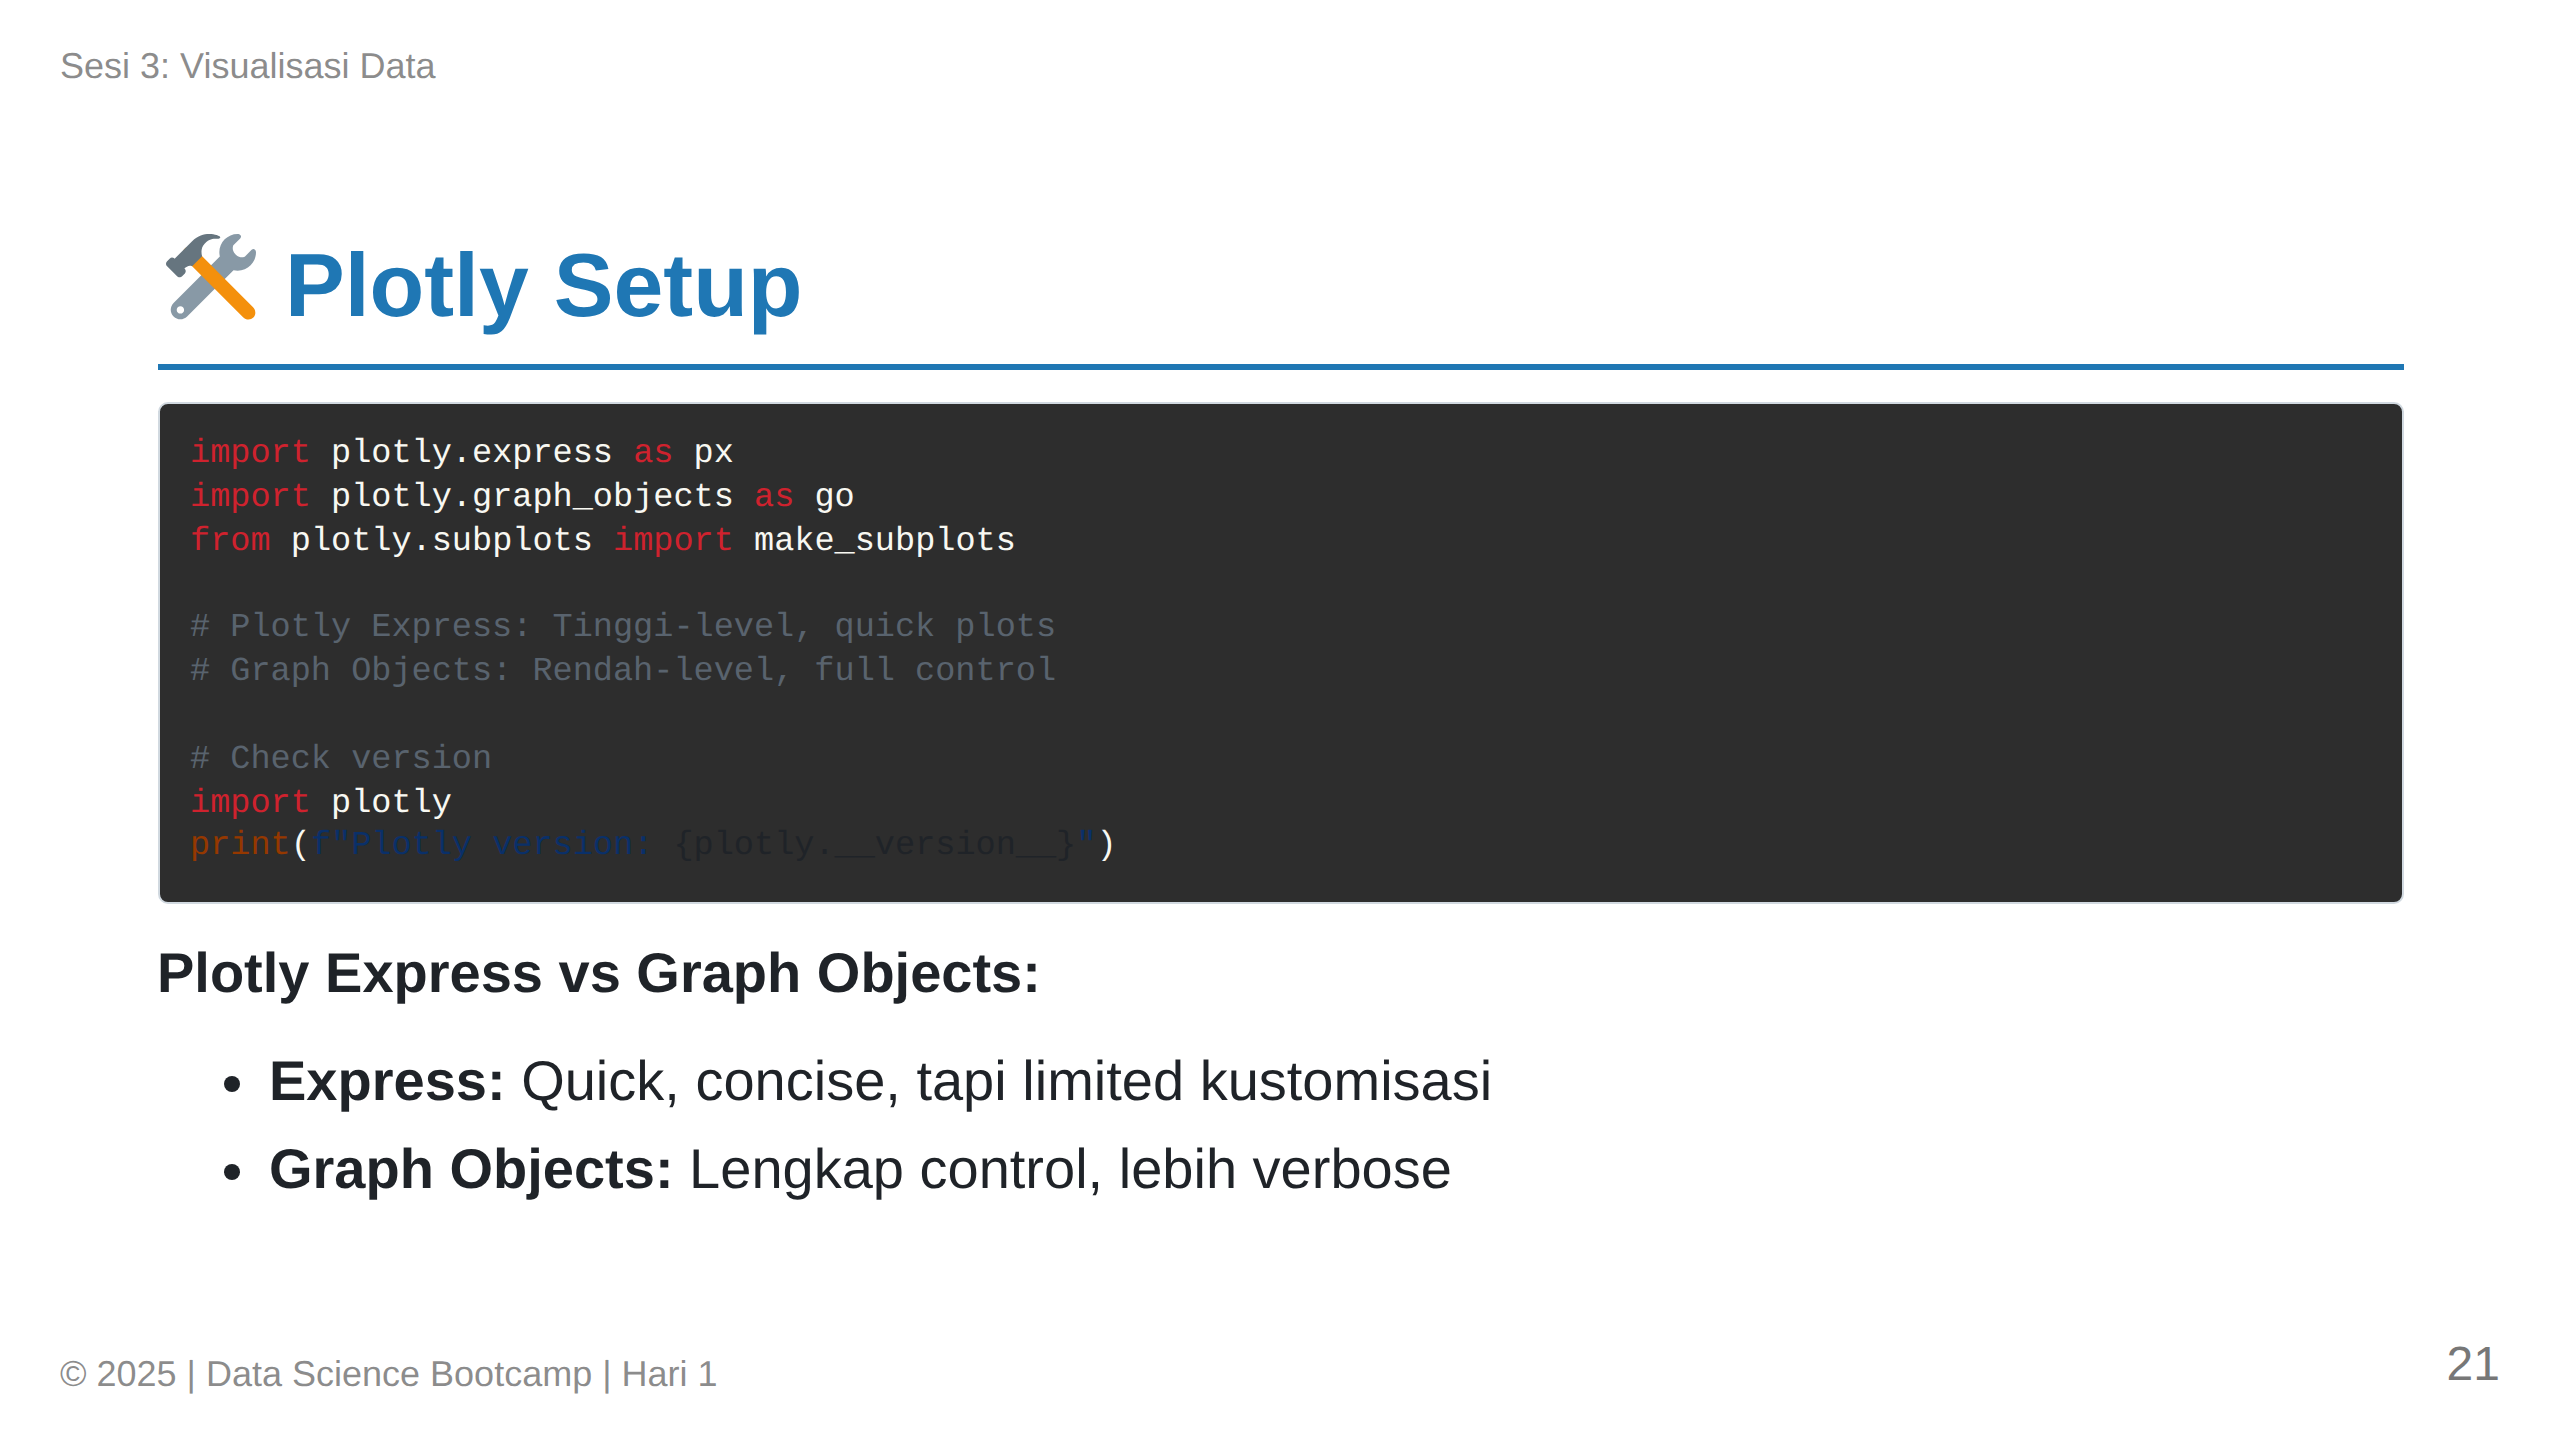 Sesi 3: Visualisasi Data
Plotly Setup
import plotly.express as px
import plotly.graph_objects as go
from plotly.subplots import make_subplots
# Plotly Express: Tinggi-level, quick plots
# Graph Objects: Rendah-level, full control
# Check version
import plotly
print(f"Plotly version: {plotly.__version__}")
Plotly Express vs Graph Objects:
• Express: Quick, concise, tapi limited kustomisasi
• Graph Objects: Lengkap control, lebih verbose
© 2025 | Data Science Bootcamp | Hari 1
21